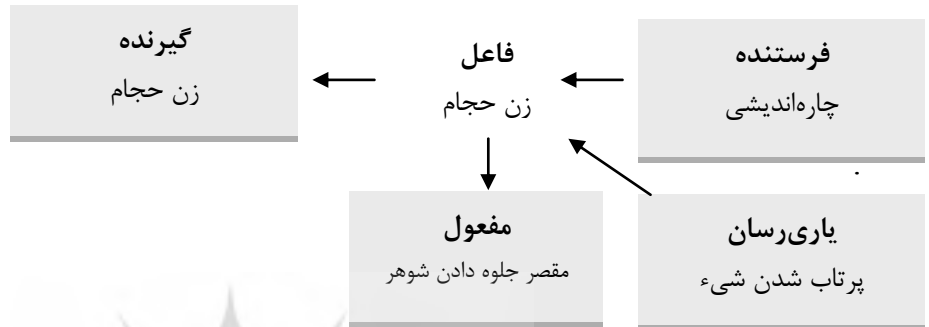 فرستنده
چاره‌اندیشی
فاعل
زن حجام
گیرنده
زن حجام
یاری‌رسان
پرتاب شدن شیء
مفعول
مقصر جلوه دادن شوهر